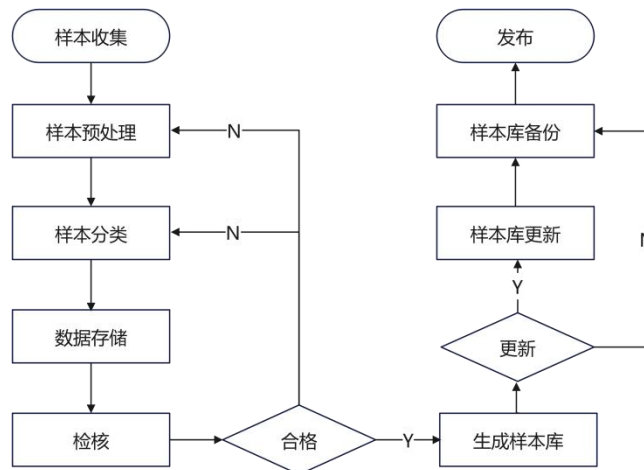 样本收集
发布
样本预处理
N
样本库备份
样本分类
N
样本库更新
N
Y
数据存储
更新
检核
合格
Y
生成样本库